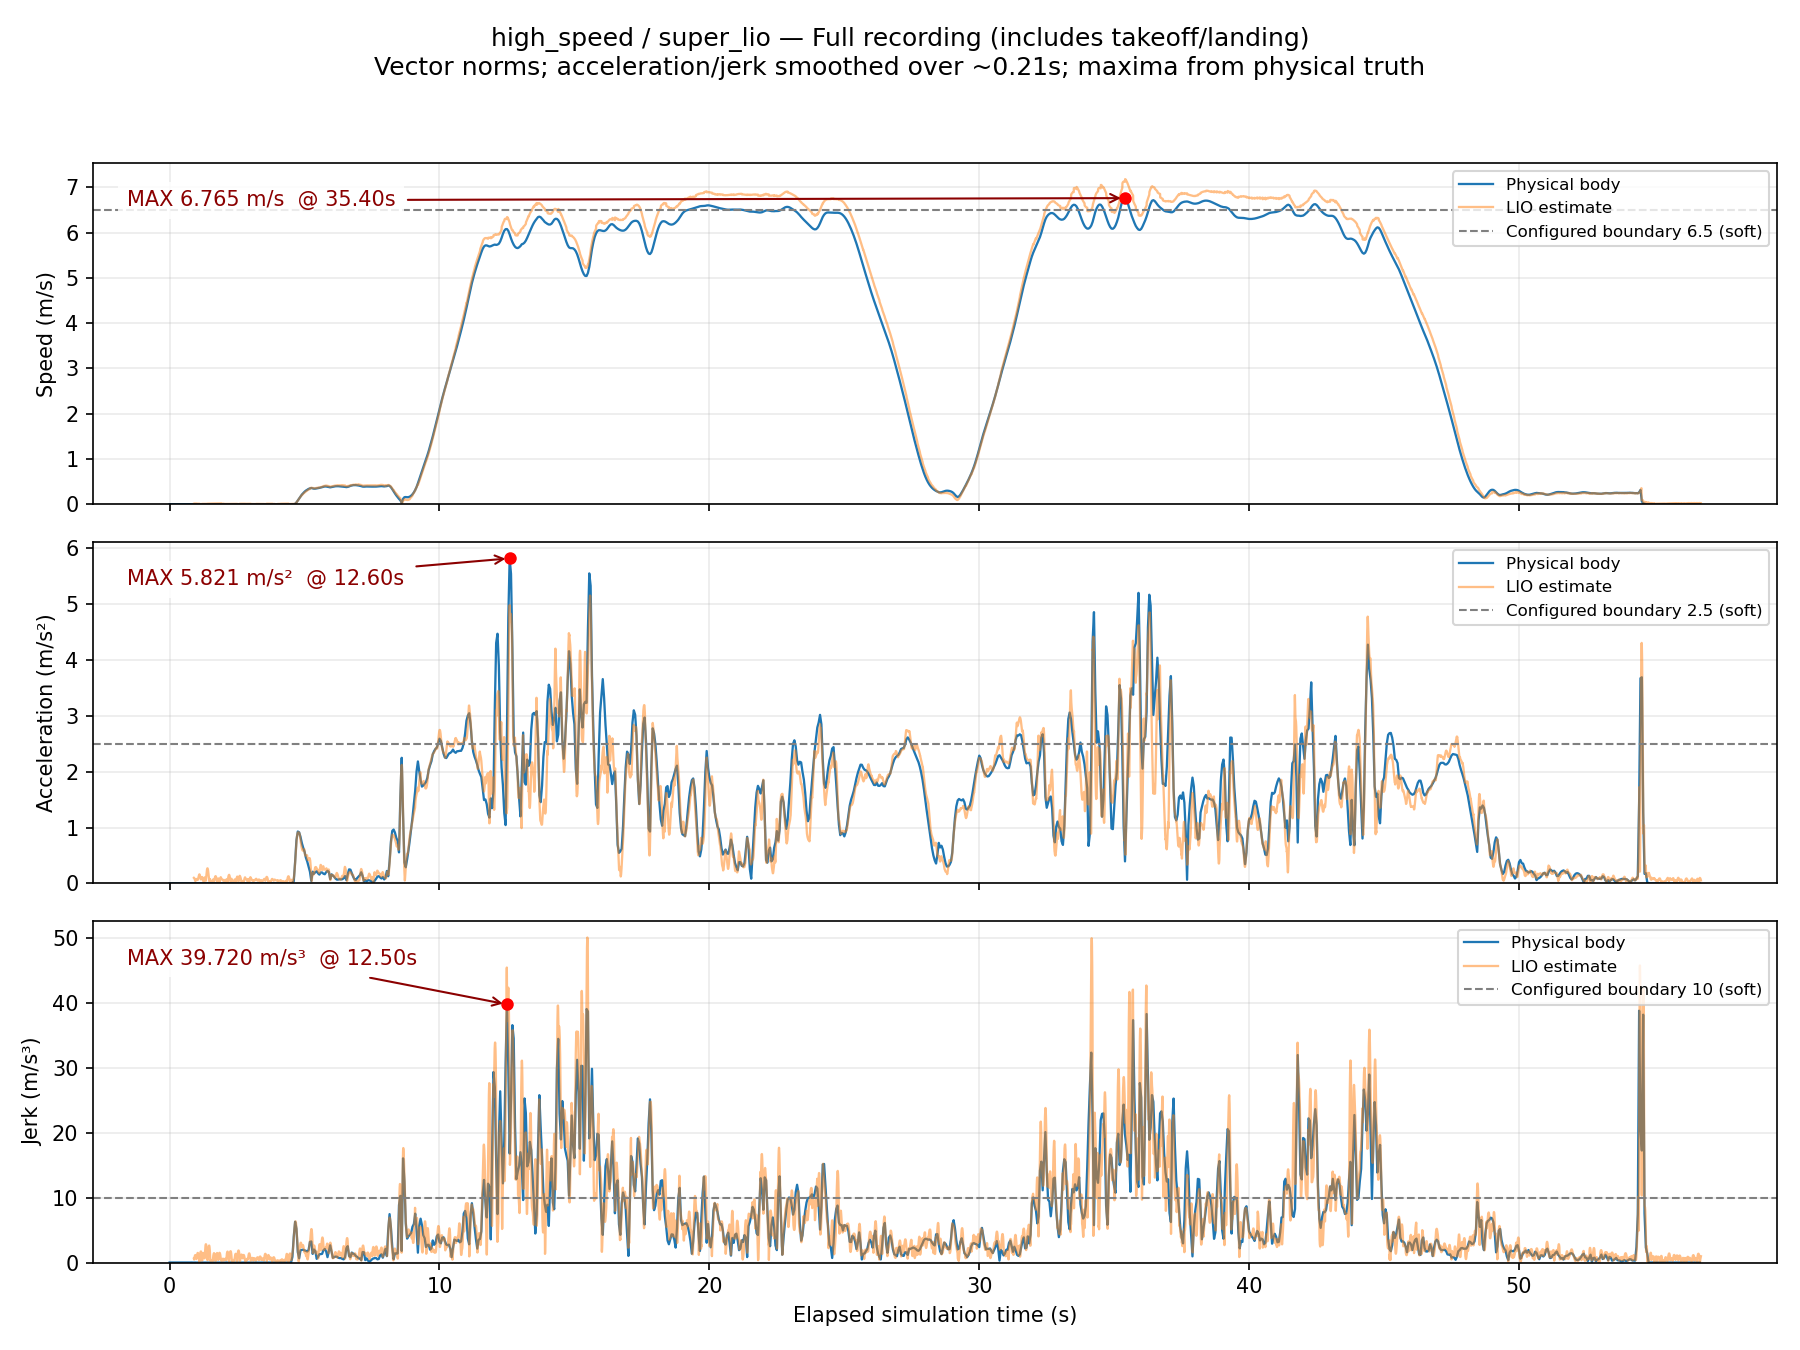 high_speed / super_lio — Full recording (includes takeoff/landing)
Vector norms; acceleration/jerk smoothed over ~0.21s; maxima from physical truth
Speed (m/s)
7
6
5
4
3
2
1
0
MAX 6.765 m/s @ 35.40s
Physical body
LIO estimate
Configured boundary 6.5 (soft)
Acceleration (m/s²)
6
5
4
3
2
1
0
MAX 5.821 m/s² @ 12.60s
Physical body
LIO estimate
Configured boundary 2.5 (soft)
Jerk (m/s³)
50
40
30
20
10
0
MAX 39.720 m/s³ @ 12.50s
Physical body
LIO estimate
Configured boundary 10 (soft)
0 10 20 30 40 50
Elapsed simulation time (s)